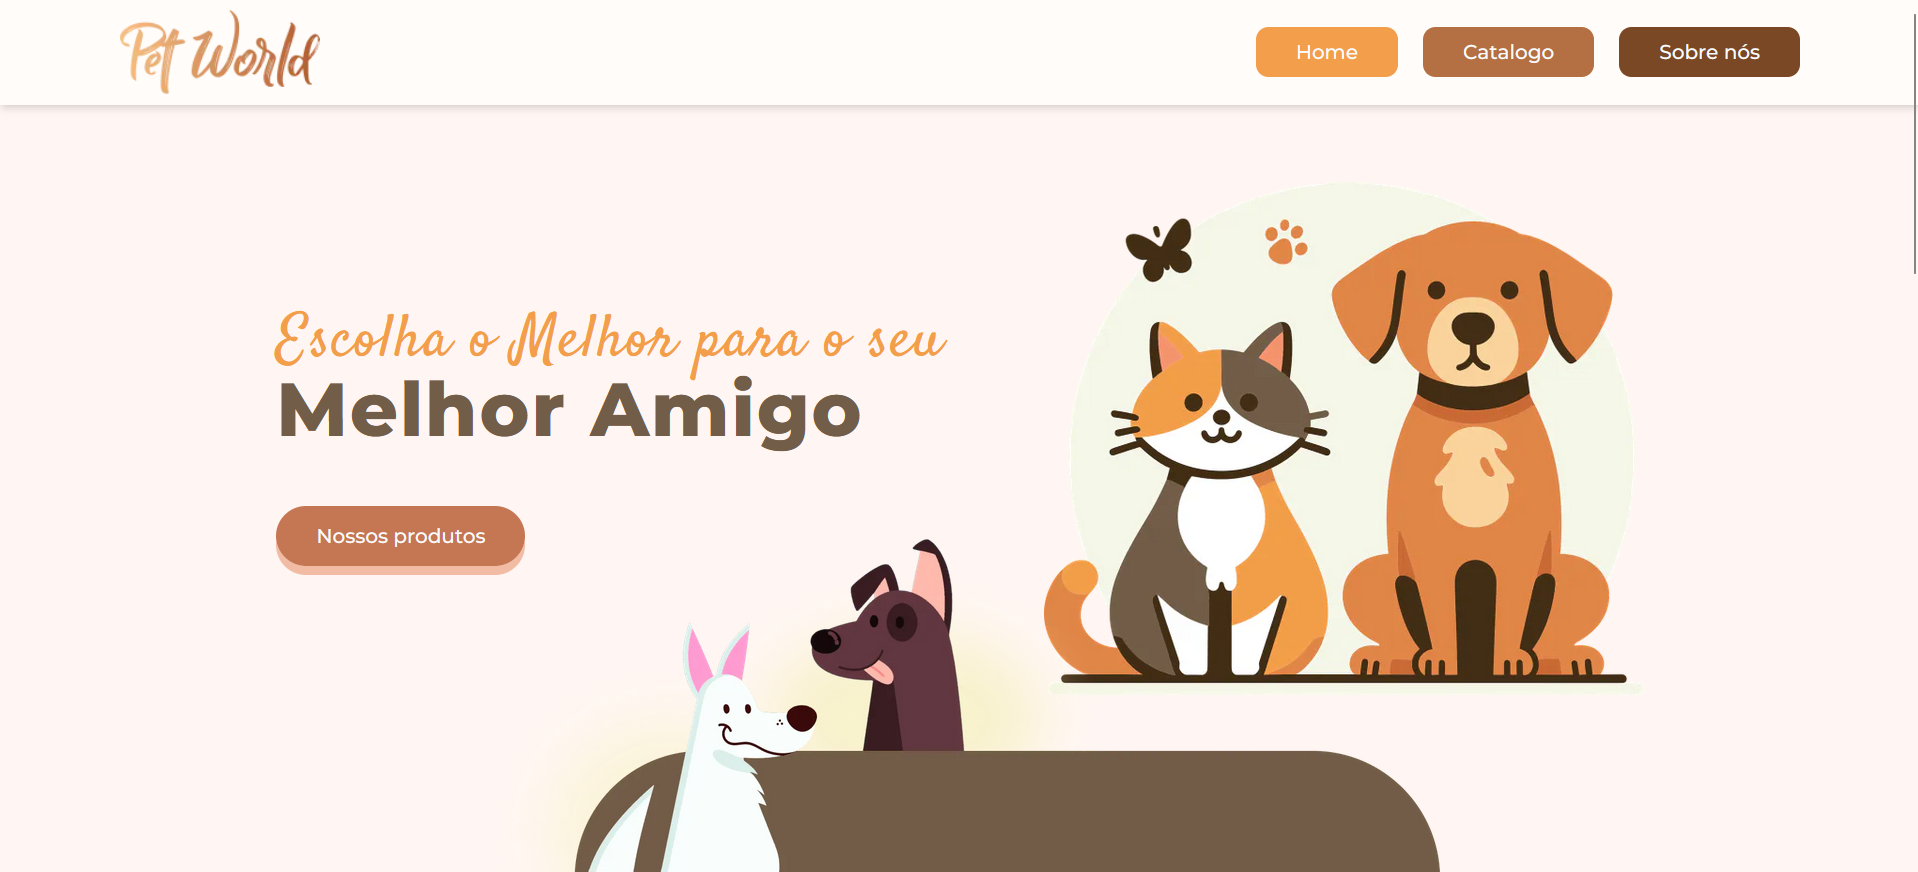 Pet World
Home
Catalogo
Sobre nós
Escolha o Melhor para o seu
Melhor Amigo
Nossos produtos